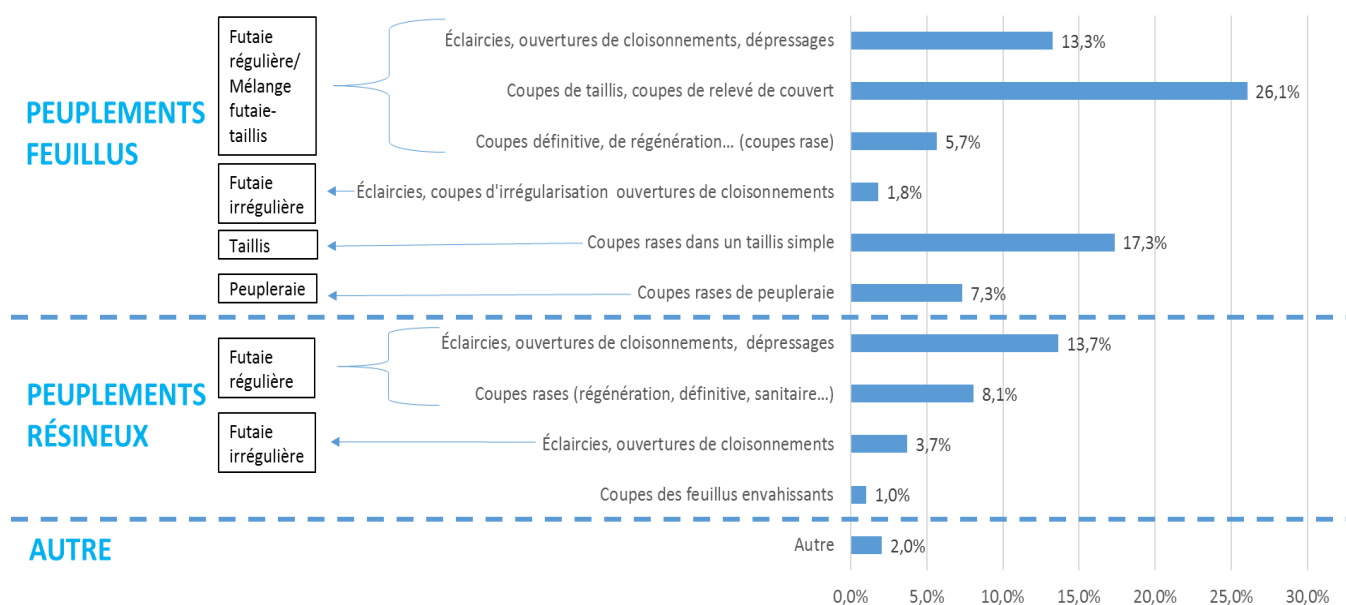 PEUPLEMENTS
FEUILLUS
Futaie
régulière/
Mélange
futaie-
taillis
Éclaircies, ouvertures de cloisonnements, dépressages
13,3%
Coupes de taillis, coupes de relevé de couvert
26,1%
Coupes définitive, de régénération... (coupes rase)
5,7%
Futaie
irrégulière
Éclaircies, coupes d'irrégularisation ouvertures de cloisonnements
1,8%
Taillis
Coupes rases dans un taillis simple
17,3%
Peupleraie
Coupes rases de peupleraie
7,3%
PEUPLEMENTS
RÉSINEUX
Futaie
régulière
Éclaircies, ouvertures de cloisonnements, dépressages
13,7%
Coupes rases (régénération, définitive, sanitaire...)
8,1%
Futaie
irrégulière
Éclaircies, ouvertures de cloisonnements
3,7%
Coupes des feuillus envahissants
1,0%
AUTRE
Autre
2,0%
0,0% 5,0% 10,0% 15,0% 20,0% 25,0% 30,0%